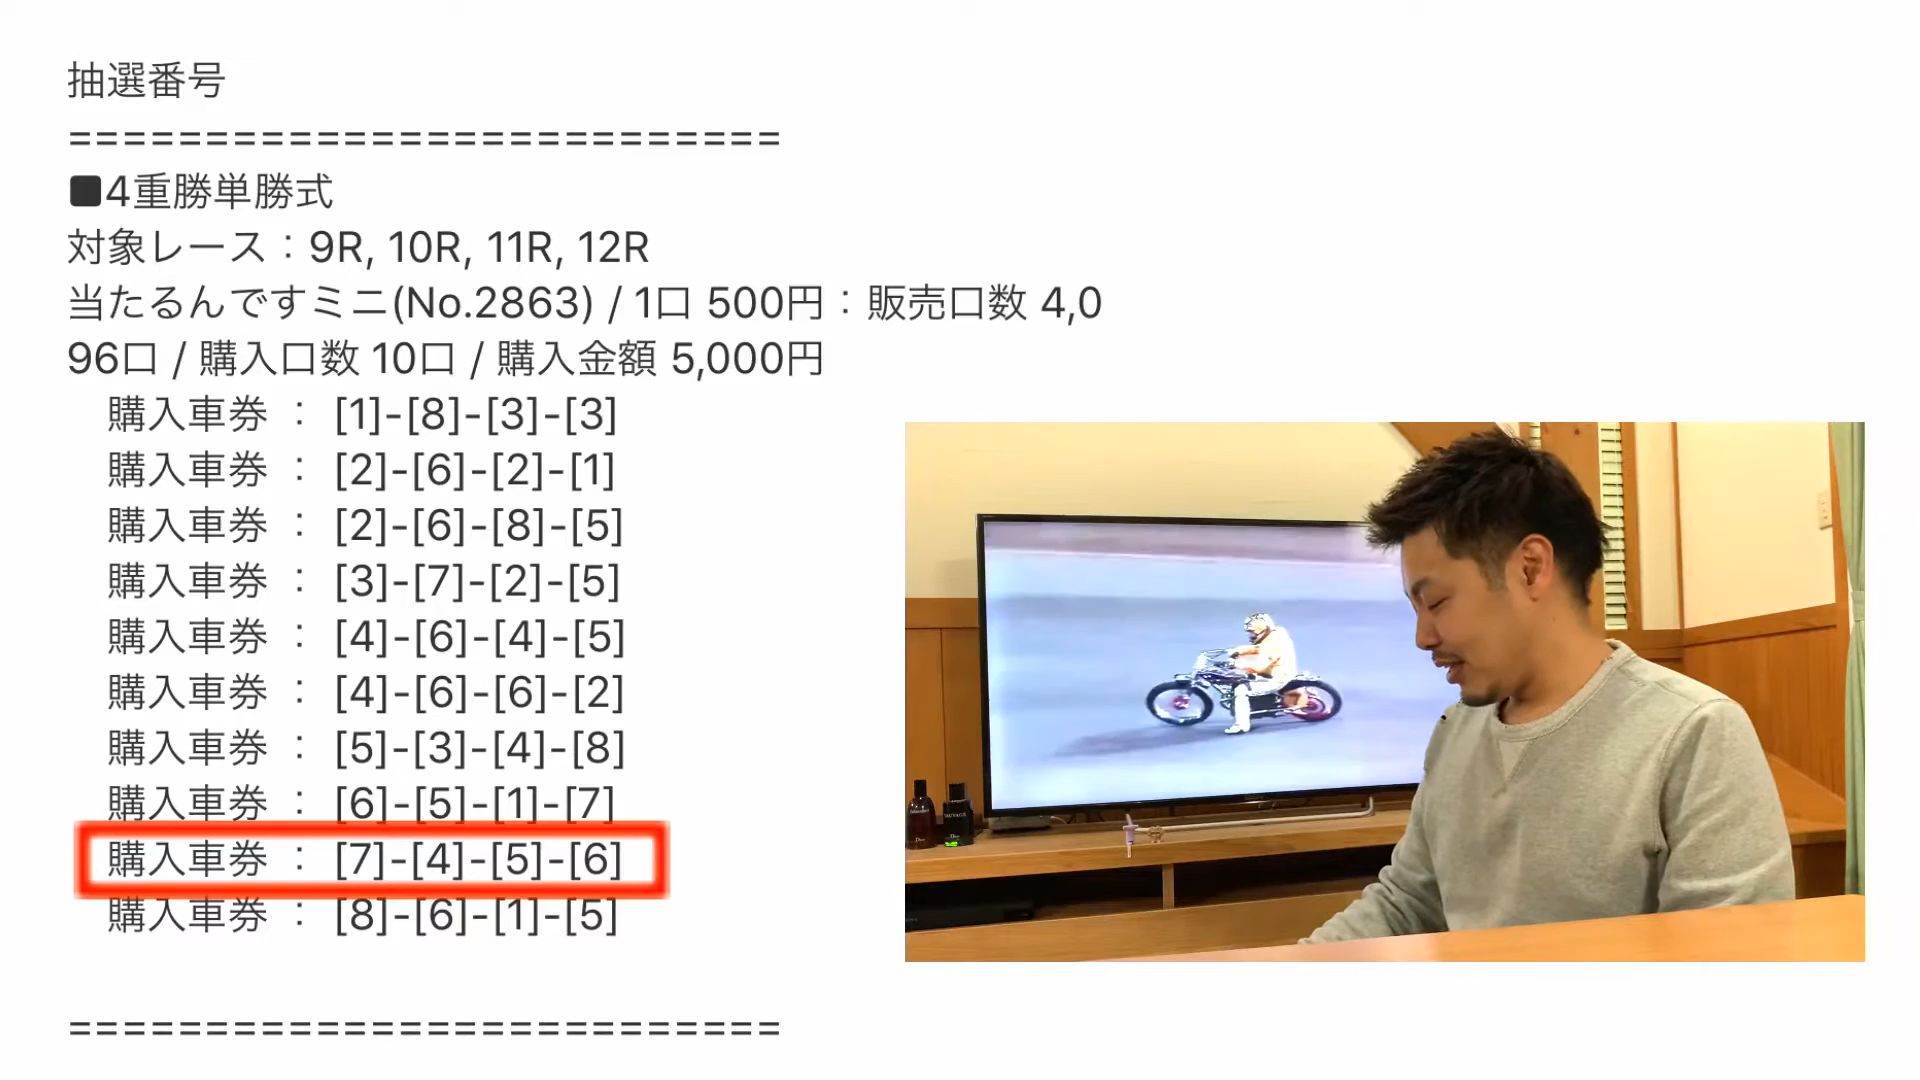 抽選番号
==========================
■4重勝単勝式
対象レース：9R, 10R, 11R, 12R
当たるんですミニ(No.2863) / 1口 500円：販売口数 4,0
96口 / 購入口数 10口 / 購入金額 5,000円
購入車券 ： [1]-[8]-[3]-[3]
購入車券 ： [2]-[6]-[2]-[1]
購入車券 ： [2]-[6]-[8]-[5]
購入車券 ： [3]-[7]-[2]-[5]
購入車券 ： [4]-[6]-[4]-[5]
購入車券 ： [4]-[6]-[6]-[2]
購入車券 ： [5]-[3]-[4]-[8]
購入車券 ： [6]-[5]-[1]-[7]
購入車券 ： [7]-[4]-[5]-[6]
購入車券 ： [8]-[6]-[1]-[5]
==========================
SAUVAGE
Dior
Dior